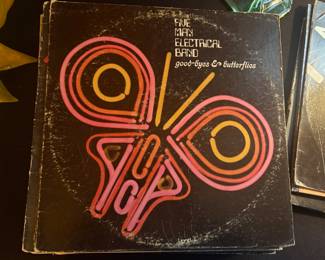 FIVE
MAN
ELECTRICAL
BAND
good-byes & butterflies